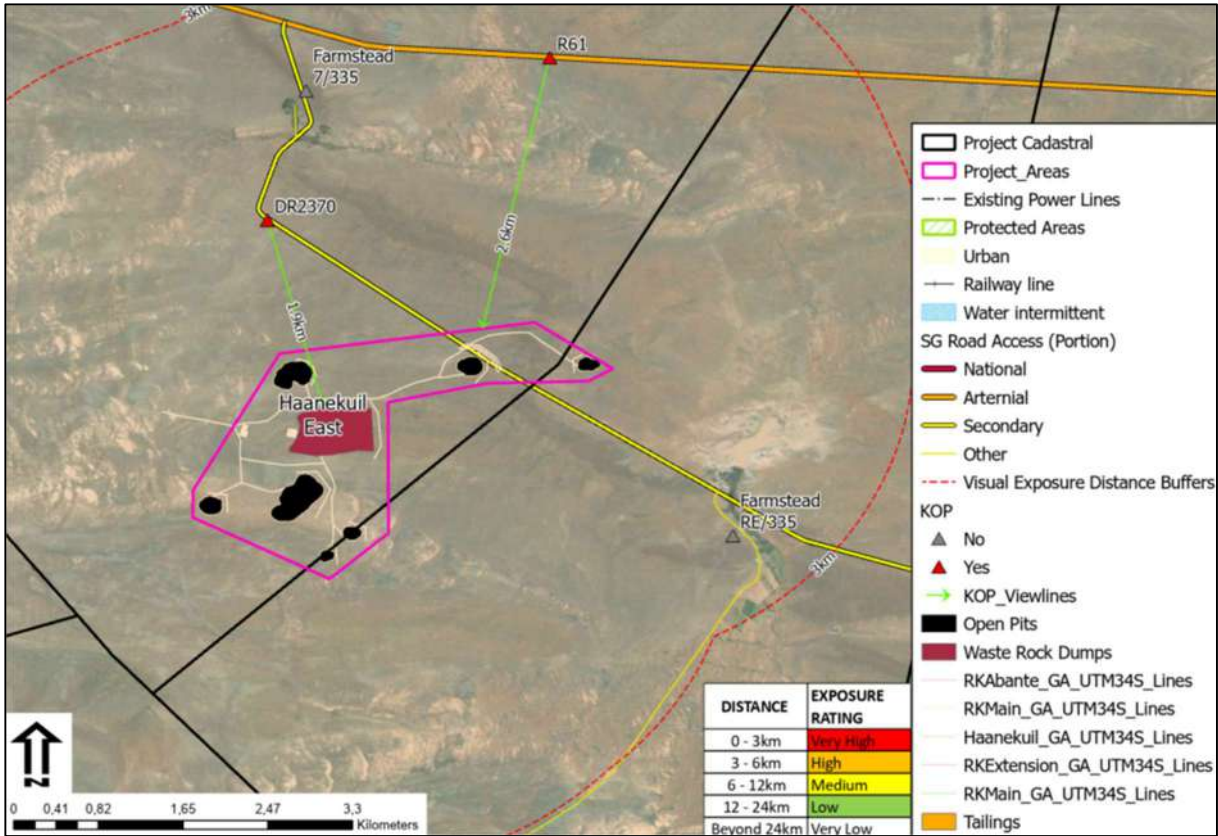 3km
R61
Farmstead
7/335
DR2370
2.6km
1.9km
Haanekuil
East
Farmstead
RE/335
3km
Project Cadastral
Project_Areas
Existing Power Lines
Protected Areas
Urban
Railway line
Water intermittent
SG Road Access (Portion)
National
Arternial
Secondary
Other
Visual Exposure Distance Buffers
KOP
No
Yes
KOP_Viewlines
Open Pits
Waste Rock Dumps
RKAbante_GA_UTM34S_Lines
RKMain_GA_UTM34S_Lines
Haanekuil_GA_UTM34S_Lines
RKExtension_GA_UTM34S_Lines
RKMain_GA_UTM34S_Lines
Tailings
DISTANCE EXPOSURE
RATING
0 - 3km Very High
3 - 6km High
6 - 12km Medium
12 - 24km Low
Beyond 24km Very Low
N
0 0,41 0,82 1,65 2,47 3,3
Kilometers